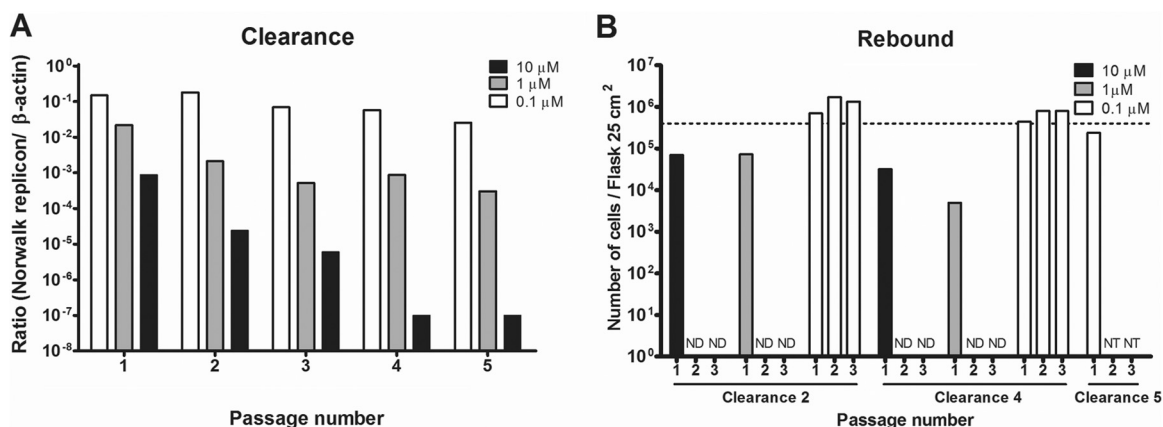 A
Clearance
10 μM
1 μM
0.1 μM
Ratio (Norwalk replicon/ β-actin)
10⁰
10⁻¹
10⁻²
10⁻³
10⁻⁴
10⁻⁵
10⁻⁶
10⁻⁷
10⁻⁸
1 2 3 4 5
Passage number
B
Rebound
10 μM
1μM
0.1 μM
Number of cells / Flask 25 cm²
10⁷
10⁶
10⁵
10⁴
10³
10²
10¹
10⁰
ND ND ND ND ND ND ND ND NT NT
1 2 3 1 2 3 1 2 3 1 2 3 1 2 3 1 2 3 1 2 3
Clearance 2 Clearance 4 Clearance 5
Passage number